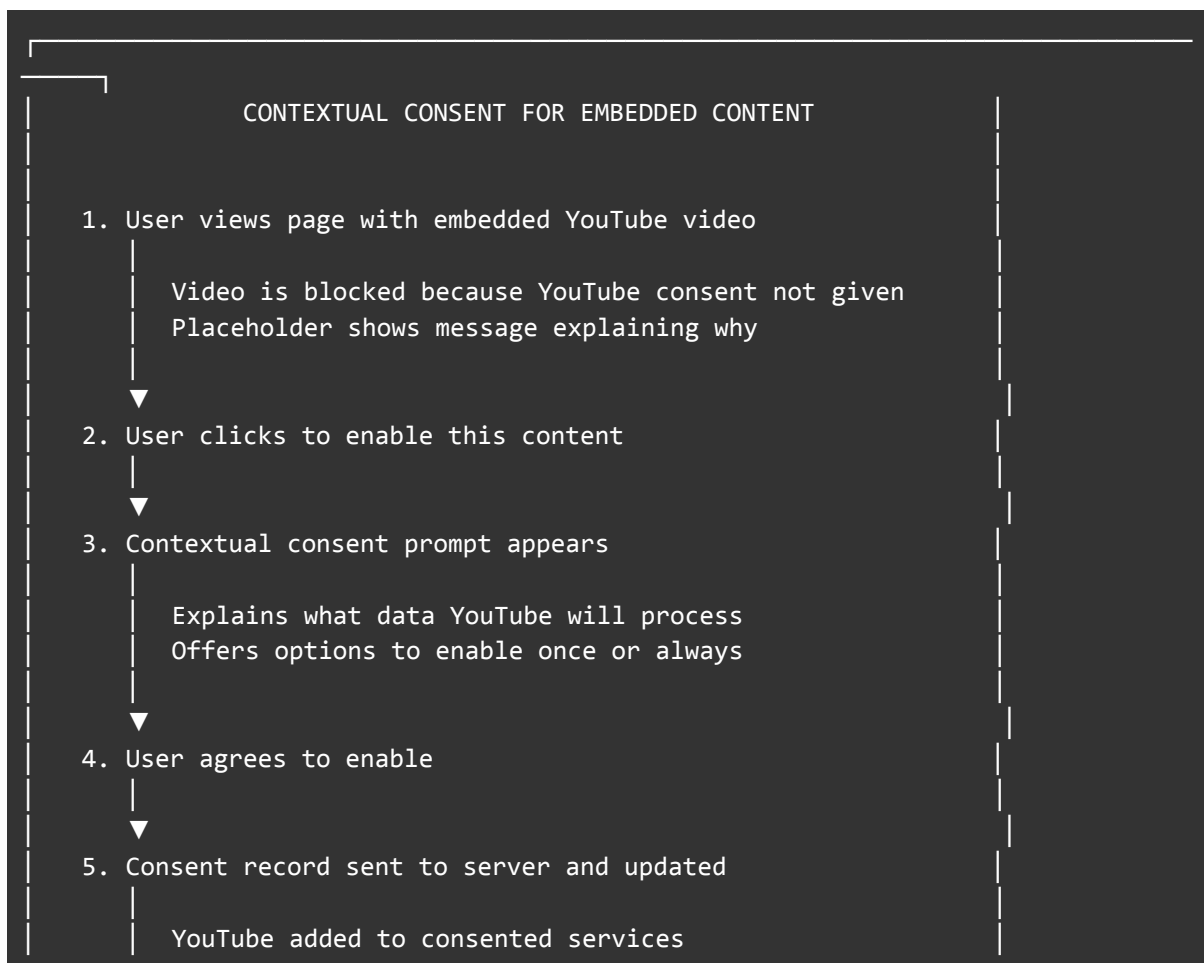 CONTEXTUAL CONSENT FOR EMBEDDED CONTENT
1. User views page with embedded YouTube video
Video is blocked because YouTube consent not given
Placeholder shows message explaining why
▼
2. User clicks to enable this content
▼
3. Contextual consent prompt appears
Explains what data YouTube will process
Offers options to enable once or always
▼
4. User agrees to enable
▼
5. Consent record sent to server and updated
YouTube added to consented services